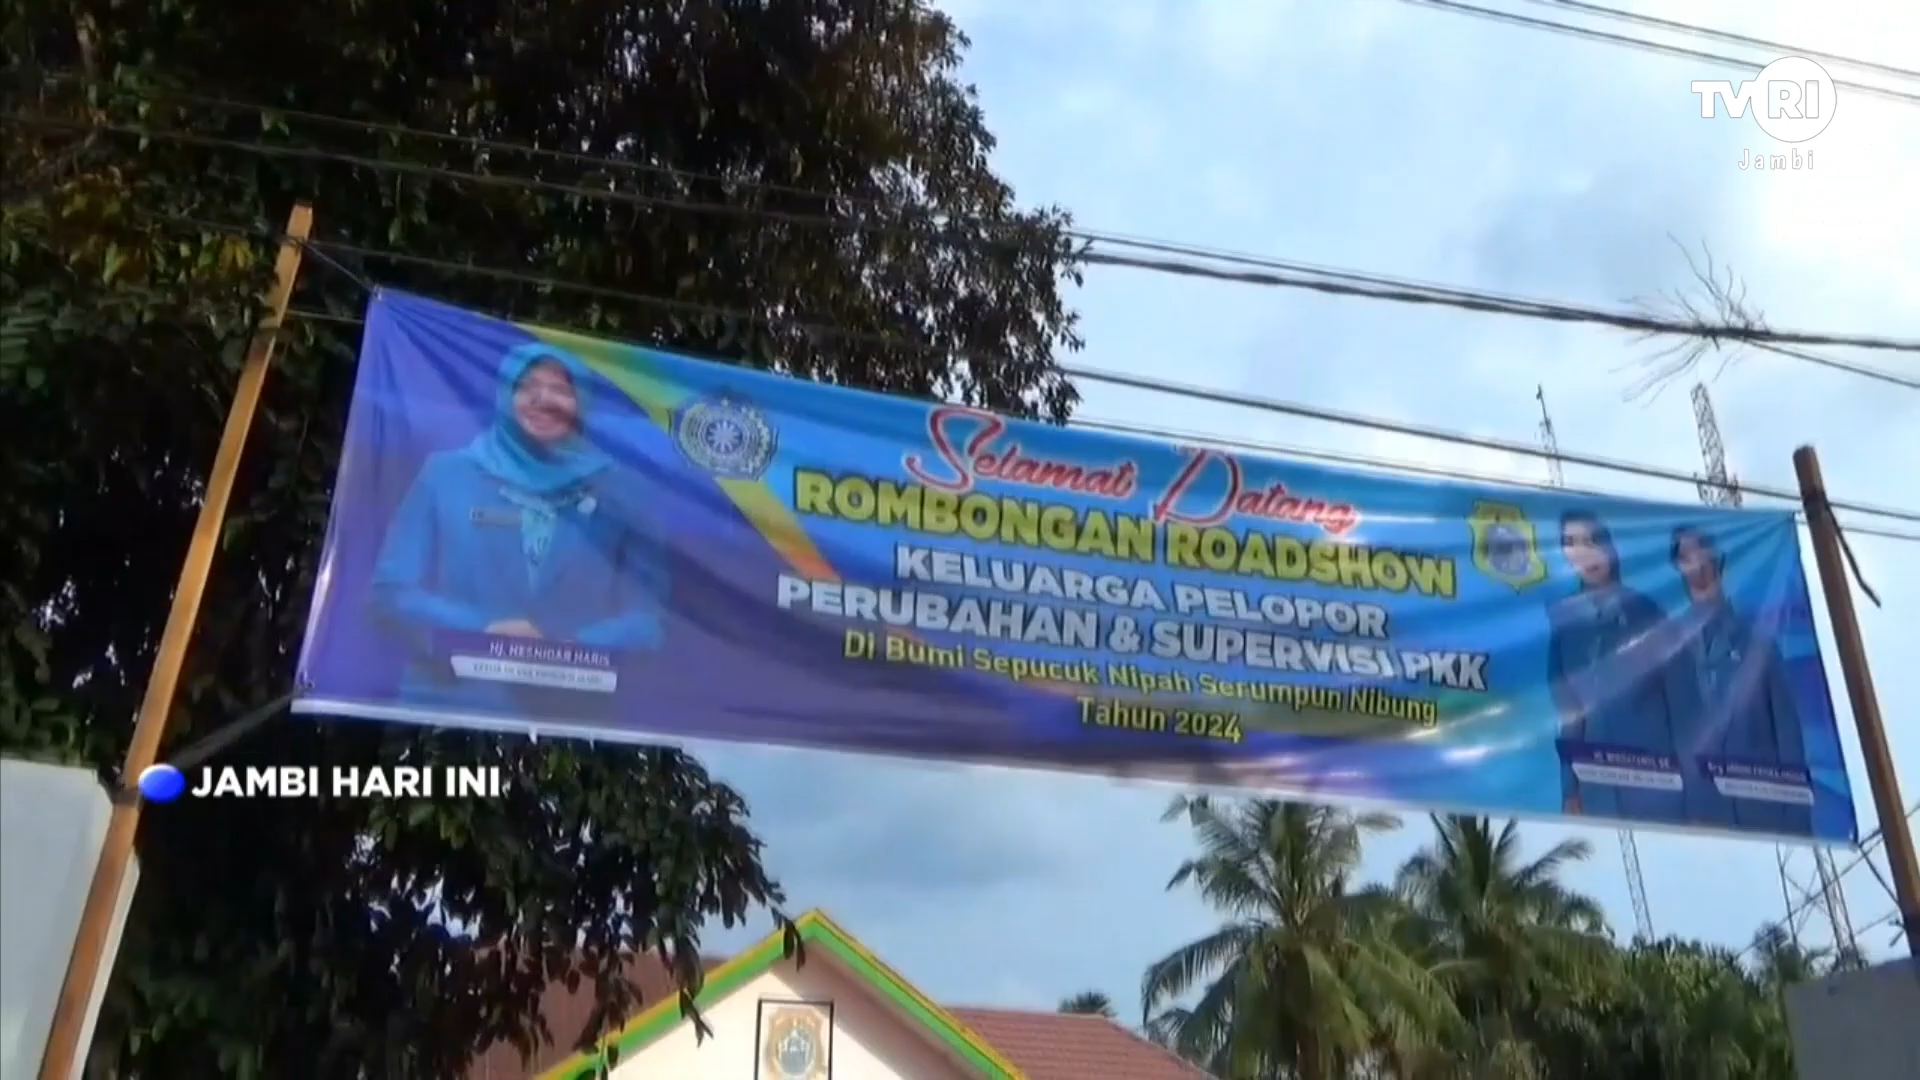 TVRI
Jambi
Selamat Datang
ROMBONGAN ROADSHOW
KELUARGA PELOPOR
PERUBAHAN & SUPERVISI PKK
Di Bumi Sepucuk Nipah Serumpun Nibung
Tahun 2024
Hj. HESNIDAR HARIS
JAMBI HARI INI